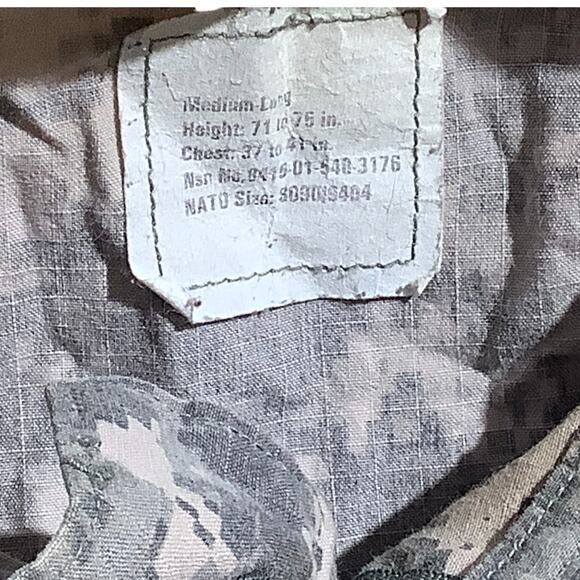 Medium-Long
Height: 71 to 75 in.
Chest: 37 to 41 in.
Nsn No. 8415-01-548-3176
NATO Size: